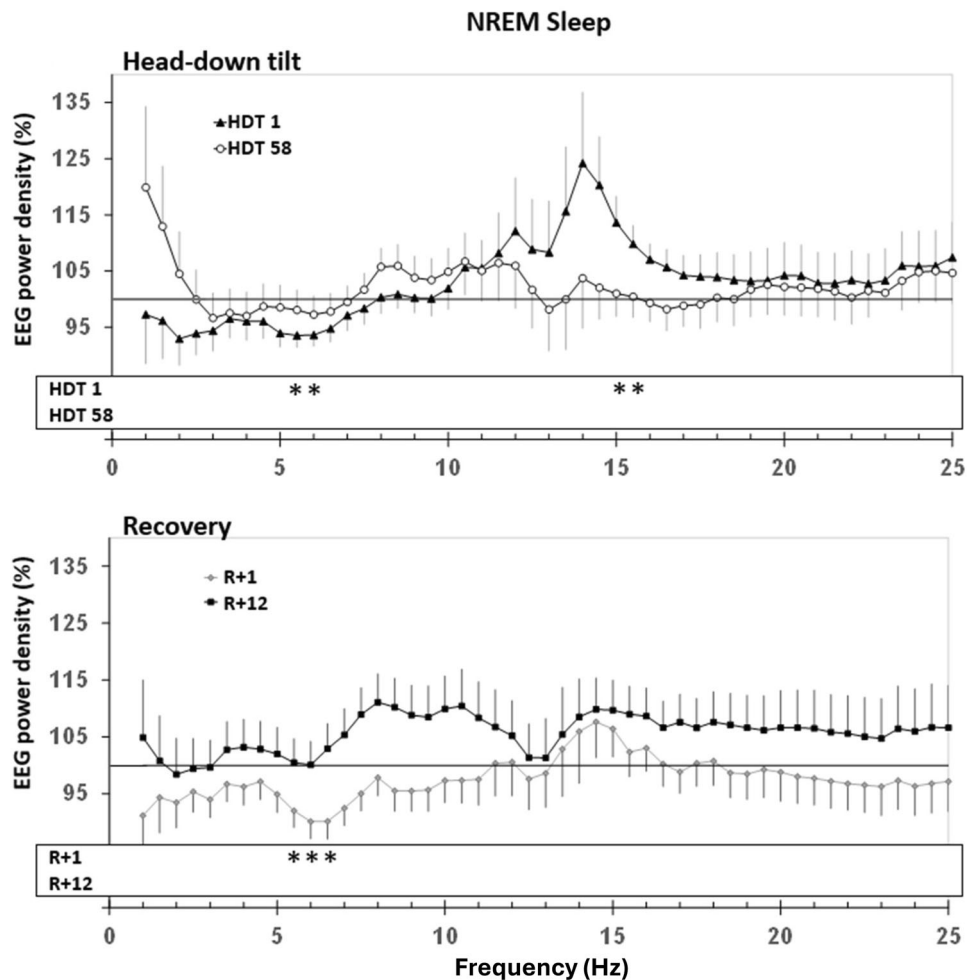 NREM Sleep
Head-down tilt
EEG power density (%)
135
125
115
105
95
HDT 1
HDT 58
HDT 1 ** **
HDT 58
0 5 10 15 20 25
Recovery
EEG power density (%)
135
125
115
105
95
R+1
R+12
R+1 ***
R+12
0 5 10 15 20 25
Frequency (Hz)